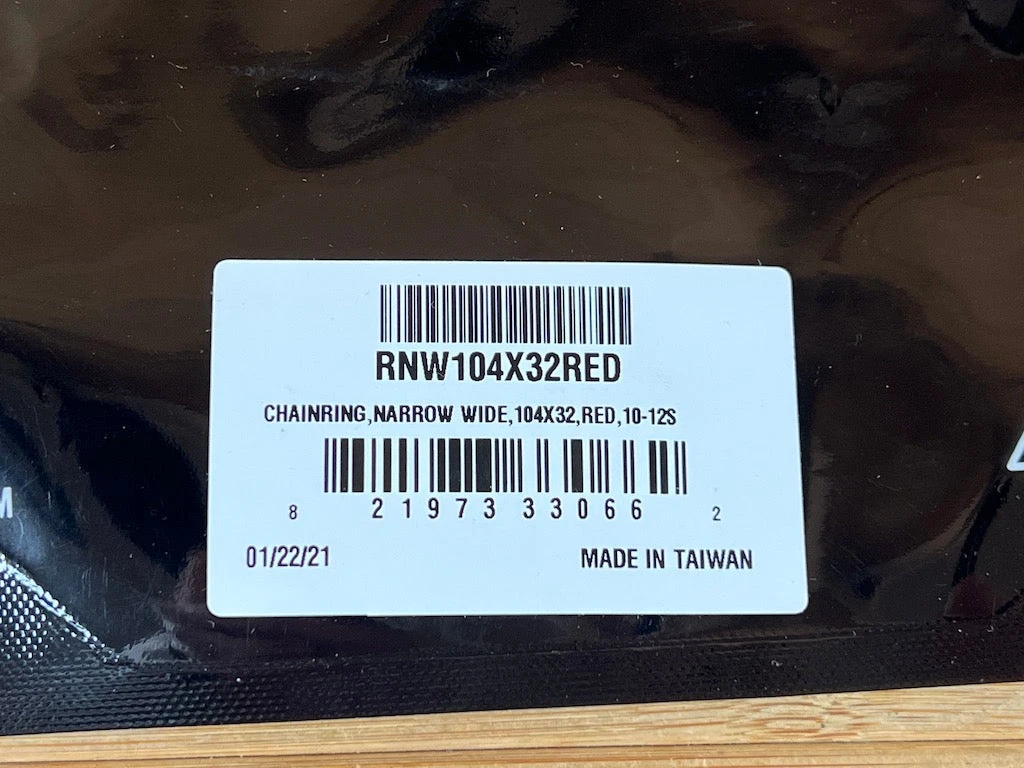 RNW104X32RED
CHAINRING,NARROW WIDE,104X32,RED,10-12S
8 21973 33066 2
01/22/21 MADE IN TAIWAN
M